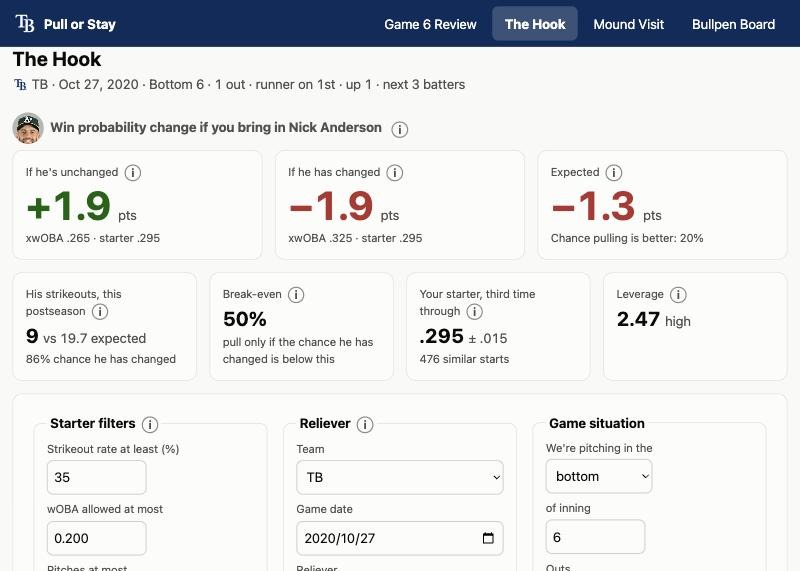 TB Pull or Stay
Game 6 Review
The Hook
Mound Visit
Bullpen Board
The Hook
TB TB · Oct 27, 2020 · Bottom 6 · 1 out · runner on 1st · up 1 · next 3 batters
Win probability change if you bring in Nick Anderson i
If he's unchanged i
+1.9 pts
xwOBA .265 · starter .295
If he has changed i
−1.9 pts
xwOBA .325 · starter .295
Expected i
−1.3 pts
Chance pulling is better: 20%
His strikeouts, this
postseason i
9 vs 19.7 expected
86% chance he has changed
Break-even i
50%
pull only if the chance he has
changed is below this
Your starter, third time
through i
.295 ± .015
476 similar starts
Leverage i
2.47 high
Starter filters i
Strikeout rate at least (%)
35
wOBA allowed at most
0.200
Pitches at most
Reliever i
Team
TB
Game date
2020/10/27
Reliever
Game situation
We're pitching in the
bottom
of inning
6
Outs